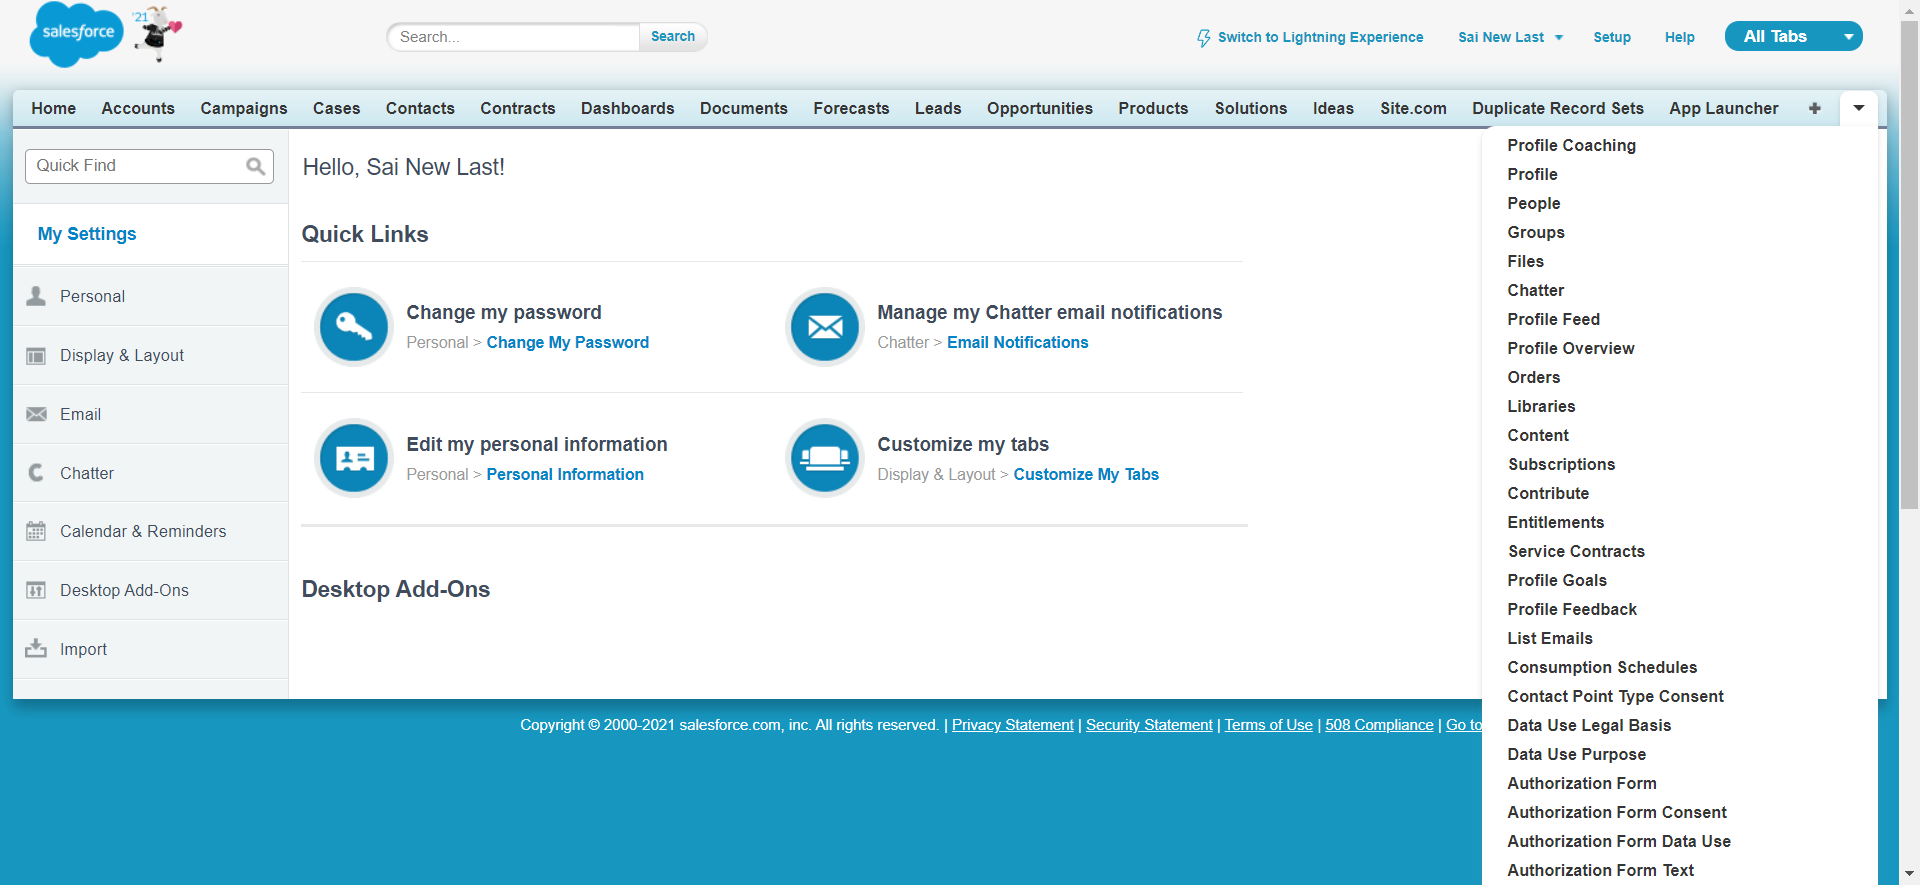 salesforce '21
Search... Search
Switch to Lightning Experience Sai New Last Setup Help All Tabs
Home Accounts Campaigns Cases Contacts Contracts Dashboards Documents Forecasts Leads Opportunities Products Solutions Ideas Site.com Duplicate Record Sets App Launcher +
Quick Find
My Settings
Personal
Display & Layout
Email
Chatter
Calendar & Reminders
Desktop Add-Ons
Import
Hello, Sai New Last!
Quick Links
Change my password
Personal > Change My Password
Manage my Chatter email notifications
Chatter > Email Notifications
Edit my personal information
Personal > Personal Information
Customize my tabs
Display & Layout > Customize My Tabs
Desktop Add-Ons
Profile Coaching
Profile
People
Groups
Files
Chatter
Profile Feed
Profile Overview
Orders
Libraries
Content
Subscriptions
Contribute
Entitlements
Service Contracts
Profile Goals
Profile Feedback
List Emails
Consumption Schedules
Contact Point Type Consent
Data Use Legal Basis
Data Use Purpose
Authorization Form
Authorization Form Consent
Authorization Form Data Use
Authorization Form Text
Copyright © 2000-2021 salesforce.com, inc. All rights reserved. | Privacy Statement | Security Statement | Terms of Use | 508 Compliance | Go to